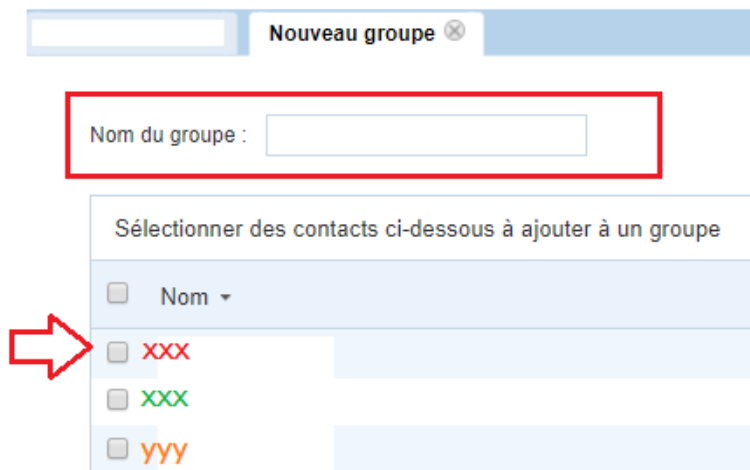 Nouveau groupe
Nom du groupe :
Sélectionner des contacts ci-dessous à ajouter à un groupe
Nom
xxx
xxx
yyy